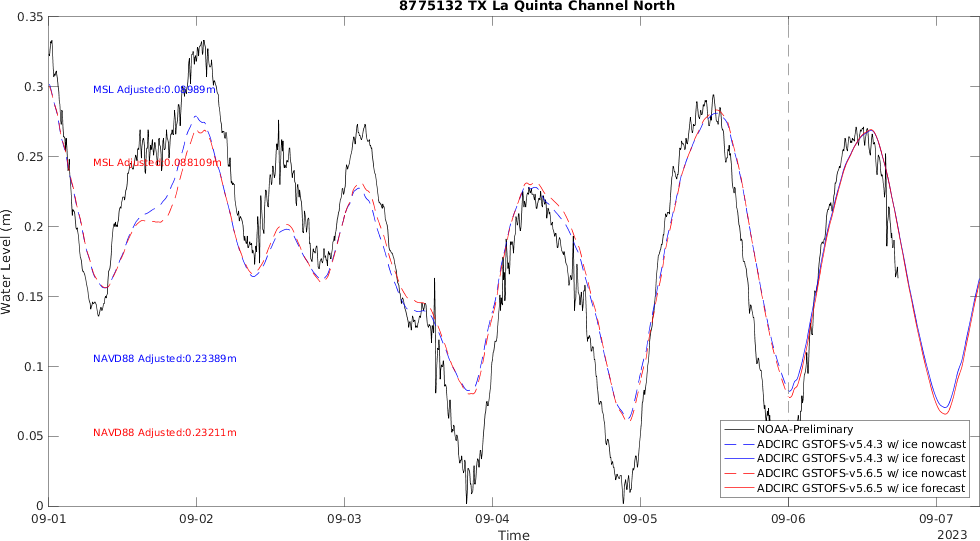 8775132 TX La Quinta Channel North
0.35
0.3
0.25
0.2
0.15
0.1
0.05
0
Water Level (m)
MSL Adjusted:0.08989m
MSL Adjusted:0.088109m
NAVD88 Adjusted:0.23389m
NAVD88 Adjusted:0.23211m
NOAA-Preliminary
ADCIRC GSTOFS-v5.4.3 w/ ice nowcast
ADCIRC GSTOFS-v5.4.3 w/ ice forecast
ADCIRC GSTOFS-v5.6.5 w/ ice nowcast
ADCIRC GSTOFS-v5.6.5 w/ ice forecast
09-01 09-02 09-03 09-04 09-05 09-06 09-07
Time
2023